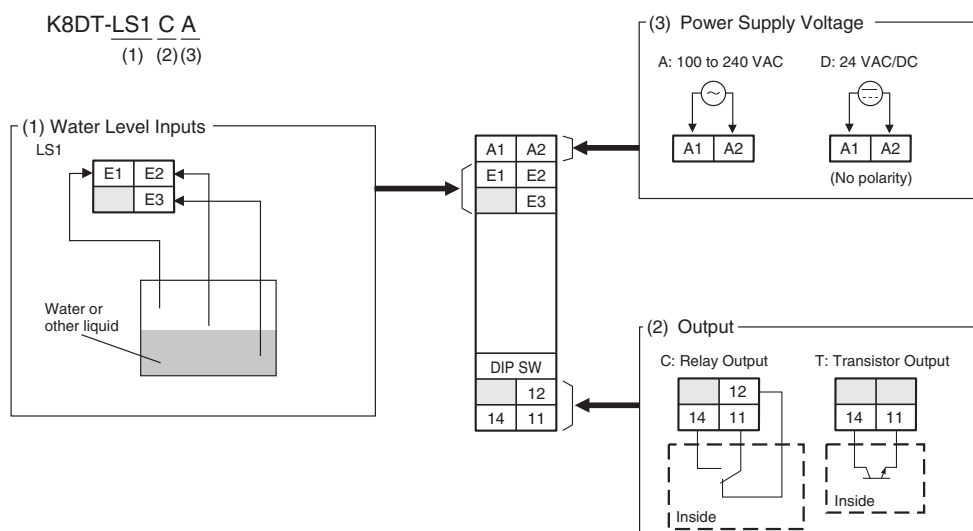 K8DT-LS1 C A
(1) (2) (3)
(1) Water Level Inputs
LS1
E1 E2
E3
Water or
other liquid
A1 A2
E1 E2
E3
DIP SW
12
14 11
(3) Power Supply Voltage
A: 100 to 240 VAC
A1 A2
D: 24 VAC/DC
A1 A2
(No polarity)
(2) Output
C: Relay Output
12
14 11
Inside
T: Transistor Output
14 11
Inside